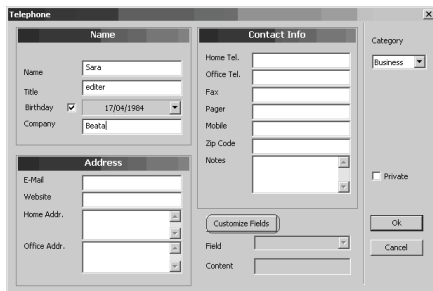 Telephone
Name
Name Sara
Title editer
Birthday 17/04/1984
Company Beata
Address
E-Mail
Website
Home Addr.
Office Addr.
Contact Info
Home Tel.
Office Tel.
Fax
Pager
Mobile
Zip Code
Notes
Customize Fields
Field
Content
Category
Business
Private
Ok
Cancel